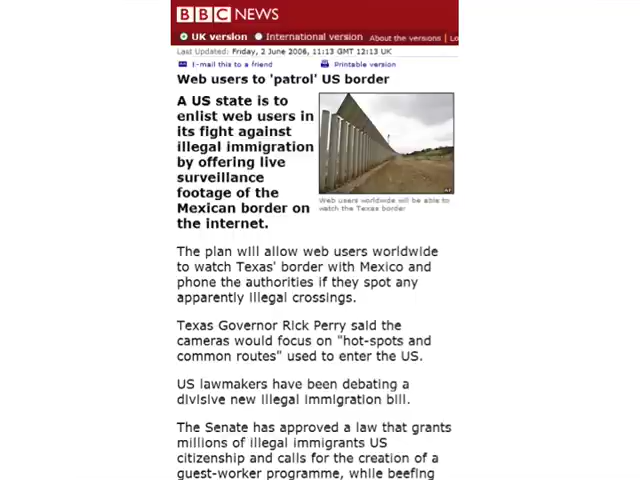 BBC NEWS
UK version International version About the versions | Lo
Last Updated: Friday, 2 June 2006, 11:13 GMT 12:13 UK
E-mail this to a friend Printable version
Web users to 'patrol' US border
A US state is to
enlist web users in
its fight against
illegal immigration
by offering live
surveillance
footage of the
Mexican border on
the internet.
AP
Web users worldwide will be able to
watch the Texas border
The plan will allow web users worldwide
to watch Texas' border with Mexico and
phone the authorities if they spot any
apparently illegal crossings.
Texas Governor Rick Perry said the
cameras would focus on "hot-spots and
common routes" used to enter the US.
US lawmakers have been debating a
divisive new illegal immigration bill.
The Senate has approved a law that grants
millions of illegal immigrants US
citizenship and calls for the creation of a
guest-worker programme, while beefing